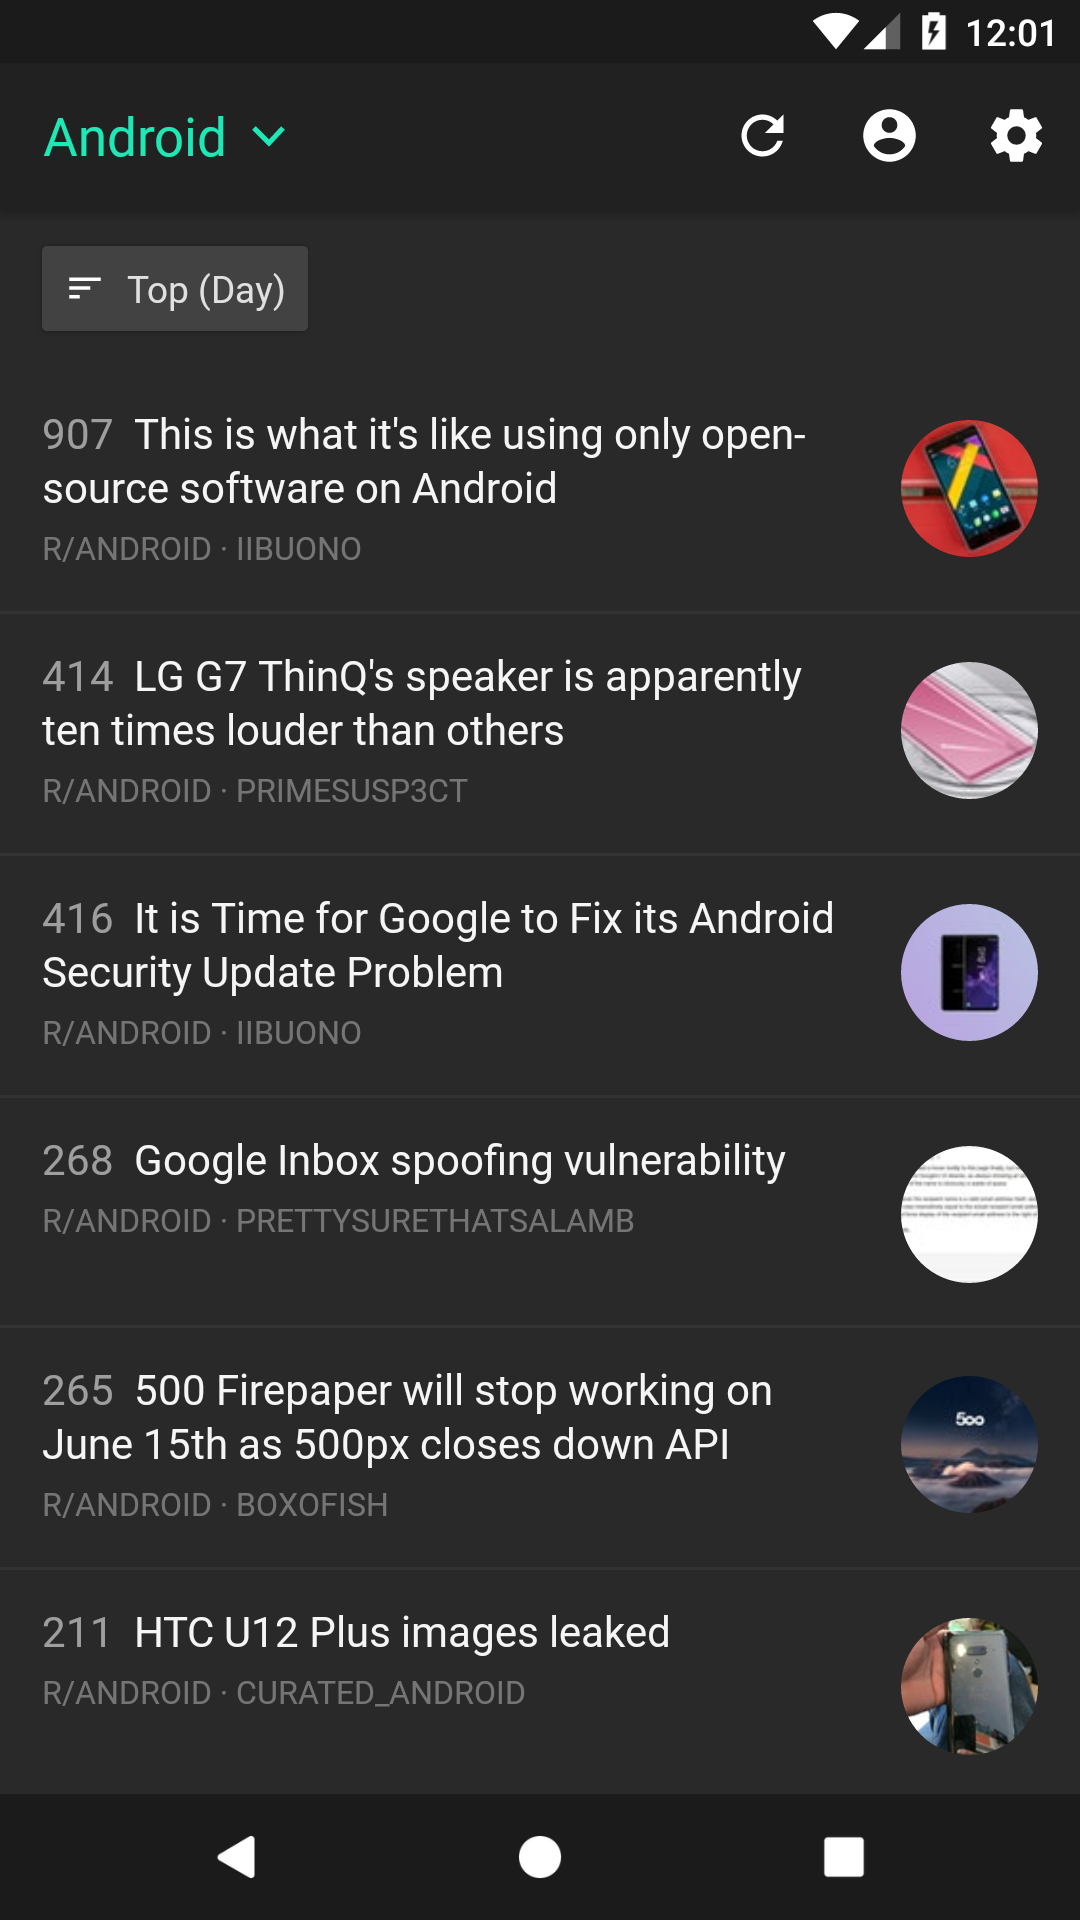 12:01
Android
Top (Day)
907 This is what it's like using only open-
source software on Android
R/ANDROID · IIBUONO
414 LG G7 ThinQ's speaker is apparently
ten times louder than others
R/ANDROID · PRIMESUSP3CT
416 It is Time for Google to Fix its Android
Security Update Problem
R/ANDROID · IIBUONO
268 Google Inbox spoofing vulnerability
R/ANDROID · PRETTYSURETHATSALAMB
265 500 Firepaper will stop working on
June 15th as 500px closes down API
R/ANDROID · BOXOFISH
500
211 HTC U12 Plus images leaked
R/ANDROID · CURATED_ANDROID